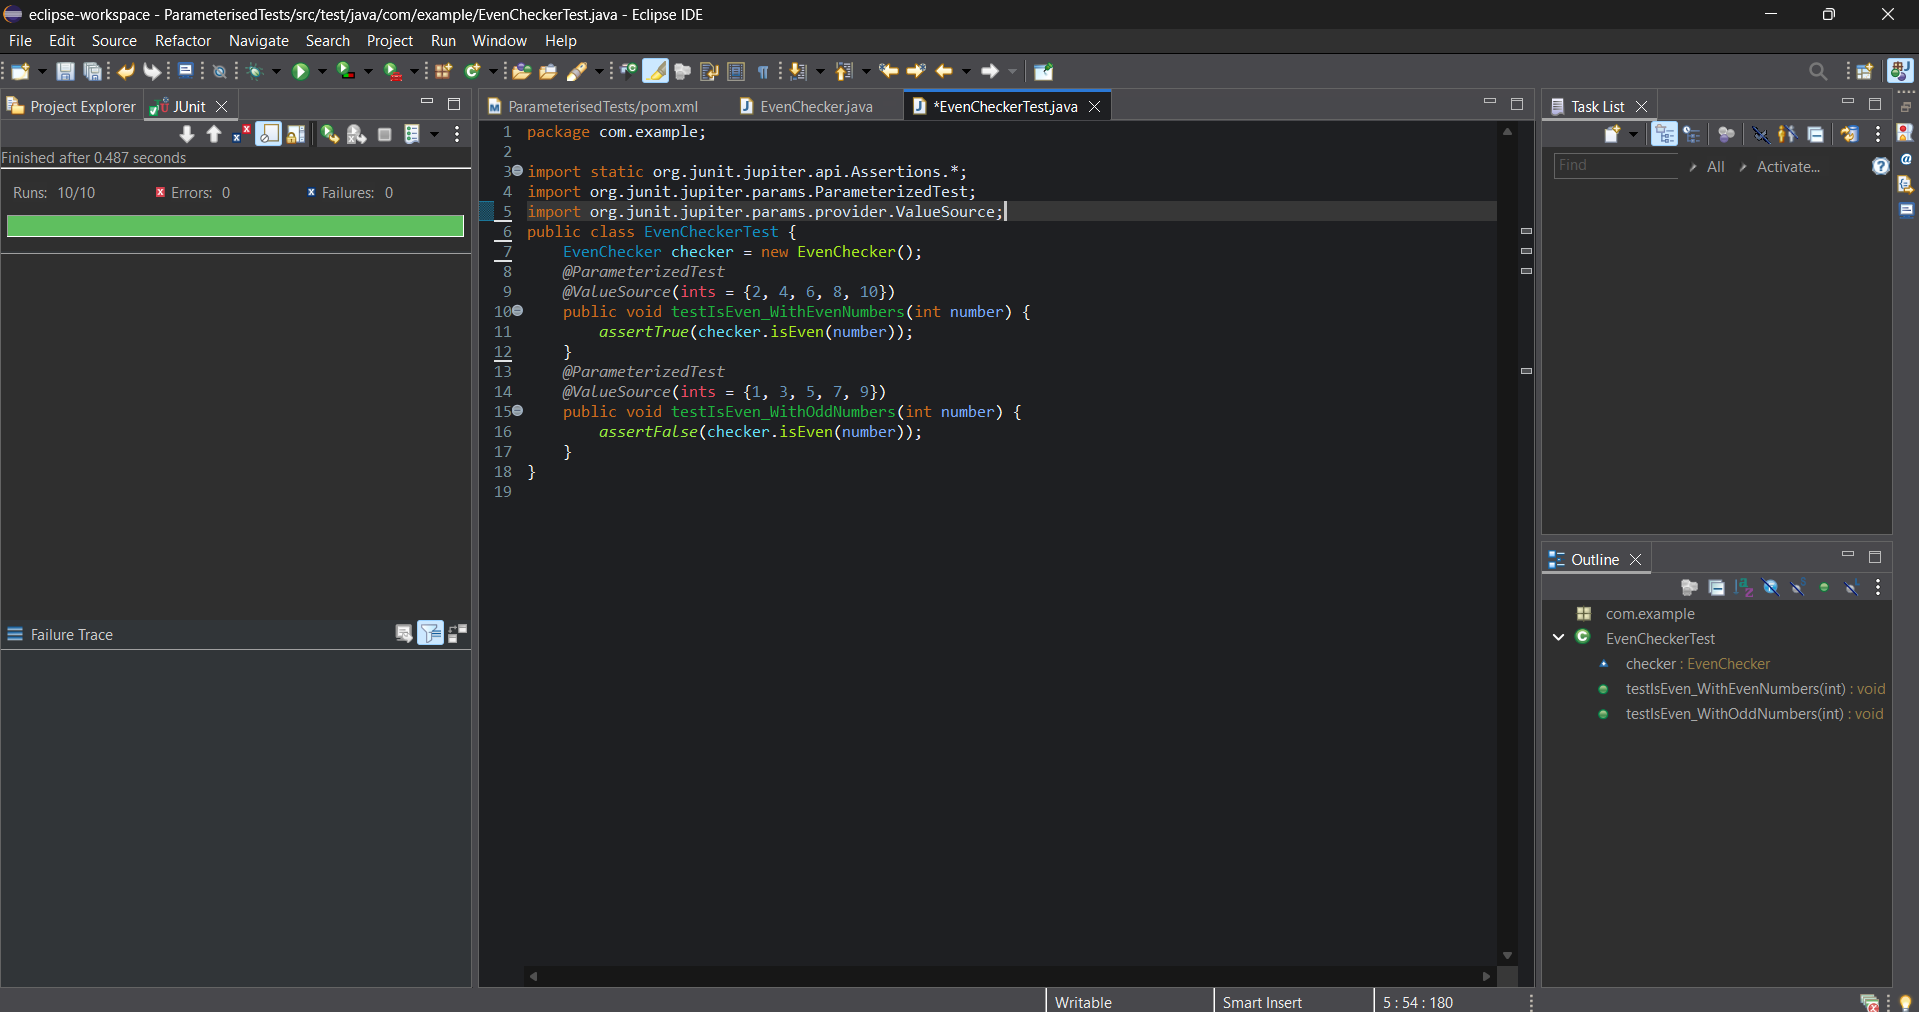 eclipse-workspace - ParameterisedTests/src/test/java/com/example/EvenCheckerTest.java - Eclipse IDE
File Edit Source Refactor Navigate Search Project Run Window Help
Project Explorer
JUnit
Finished after 0.487 seconds
Runs: 10/10 Errors: 0 Failures: 0
Failure Trace
ParameterisedTests/pom.xml EvenChecker.java *EvenCheckerTest.java
1 package com.example;
2
3 import static org.junit.jupiter.api.Assertions.*;
4 import org.junit.jupiter.params.ParameterizedTest;
5 import org.junit.jupiter.params.provider.ValueSource;
6 public class EvenCheckerTest {
7     EvenChecker checker = new EvenChecker();
8     @ParameterizedTest
9     @ValueSource(ints = {2, 4, 6, 8, 10})
10     public void testIsEven_WithEvenNumbers(int number) {
11         assertTrue(checker.isEven(number));
12     }
13     @ParameterizedTest
14     @ValueSource(ints = {1, 3, 5, 7, 9})
15     public void testIsEven_WithOddNumbers(int number) {
16         assertFalse(checker.isEven(number));
17     }
18 }
19
Task List
Find All Activate...
Outline
com.example
EvenCheckerTest
checker : EvenChecker
testIsEven_WithEvenNumbers(int) : void
testIsEven_WithOddNumbers(int) : void
Writable Smart Insert 5 : 54 : 180